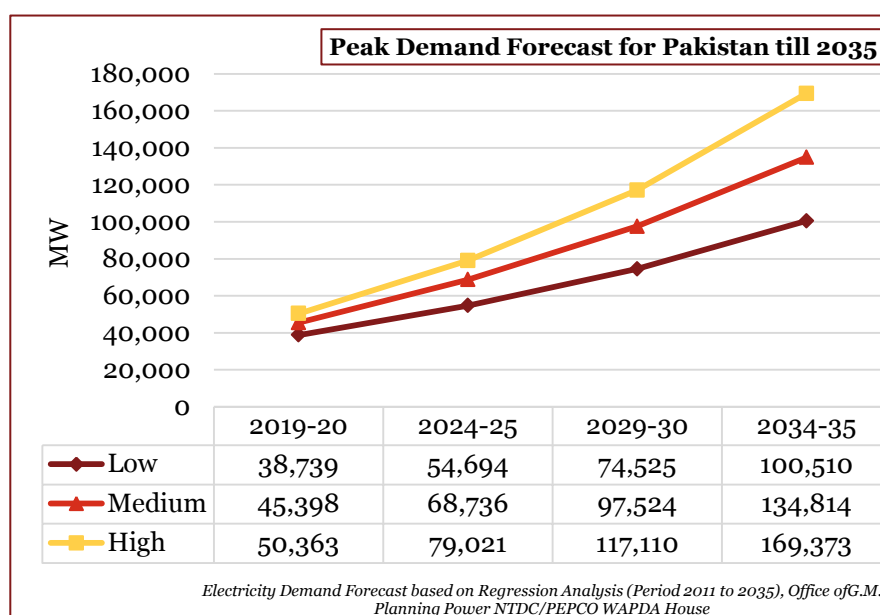 Peak Demand Forecast for Pakistan till 2035
180,000
160,000
140,000
120,000
100,000
80,000
60,000
40,000
20,000
0
MW
2019-20 2024-25 2029-30 2034-35
Low 38,739 54,694 74,525 100,510
Medium 45,398 68,736 97,524 134,814
High 50,363 79,021 117,110 169,373
Electricity Demand Forecast based on Regression Analysis (Period 2011 to 2035), Office ofG.M.
Planning Power NTDC/PEPCO WAPDA House